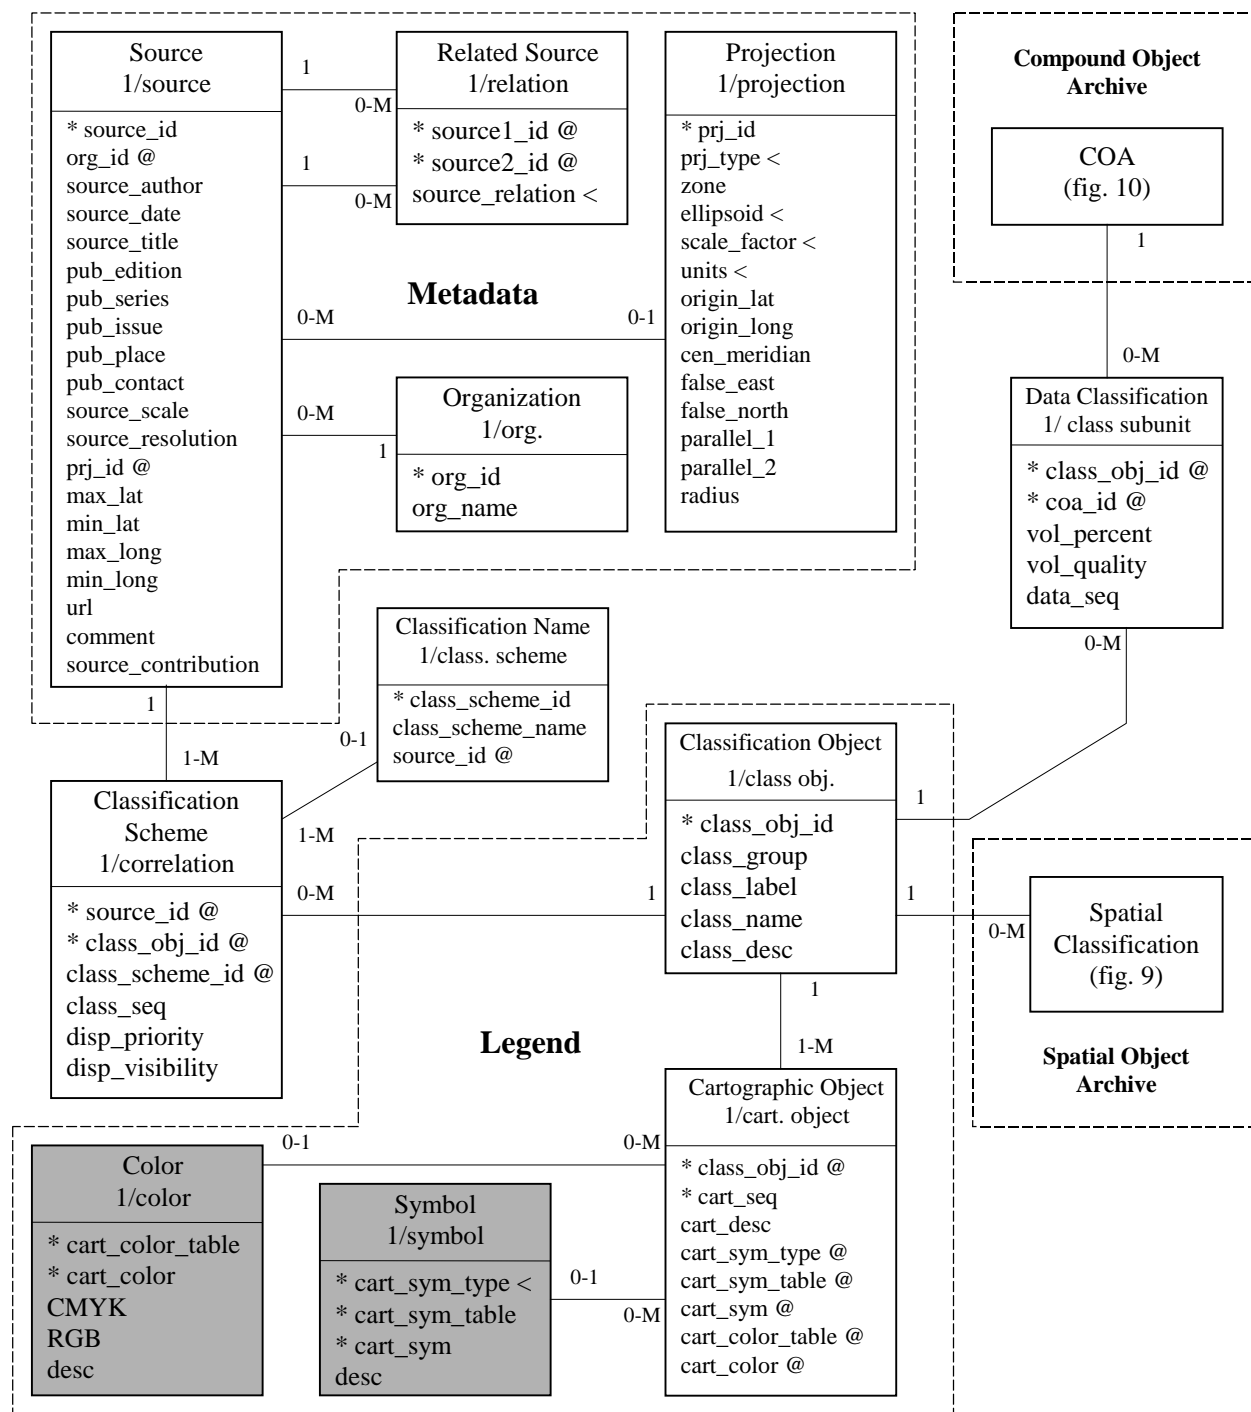 Source
1/source
* source_id
org_id @
source_author
source_date
source_title
pub_edition
pub_series
pub_issue
pub_place
pub_contact
source_scale
source_resolution
prj_id @
max_lat
min_lat
max_long
min_long
url
comment
source_contribution
1
0-M
1
0-M
Related Source
1/relation
* source1_id @
* source2_id @
source_relation <
Metadata
0-M
0-1
Projection
1/projection
* prj_id
prj_type <
zone
ellipsoid <
scale_factor <
units <
origin_lat
origin_long
cen_meridian
false_east
false_north
parallel_1
parallel_2
radius
0-M
1
Organization
1/org.
* org_id
org_name
Compound Object
Archive
COA
(fig. 10)
1
0-M
Data Classification
1/ class subunit
* class_obj_id @
* coa_id @
vol_percent
vol_quality
data_seq
0-M
1
1-M
Classification Name
1/class. scheme
* class_scheme_id
class_scheme_name
source_id @
0-1
1-M
Classification
Scheme
1/correlation
* source_id @
* class_obj_id @
class_scheme_id @
class_seq
disp_priority
disp_visibility
0-M
1
Classification Object
1/class obj.
* class_obj_id
class_group
class_label
class_name
class_desc
1
1
0-M
Spatial
Classification
(fig. 9)
Spatial Object
Archive
1
1-M
Legend
Cartographic Object
1/cart. object
* class_obj_id @
* cart_seq
cart_desc
cart_sym_type @
cart_sym_table @
cart_sym @
cart_color_table @
cart_color @
0-1
0-M
Color
1/color
* cart_color_table
* cart_color
CMYK
RGB
desc
Symbol
1/symbol
* cart_sym_type <
* cart_sym_table
* cart_sym
desc
0-1
0-M